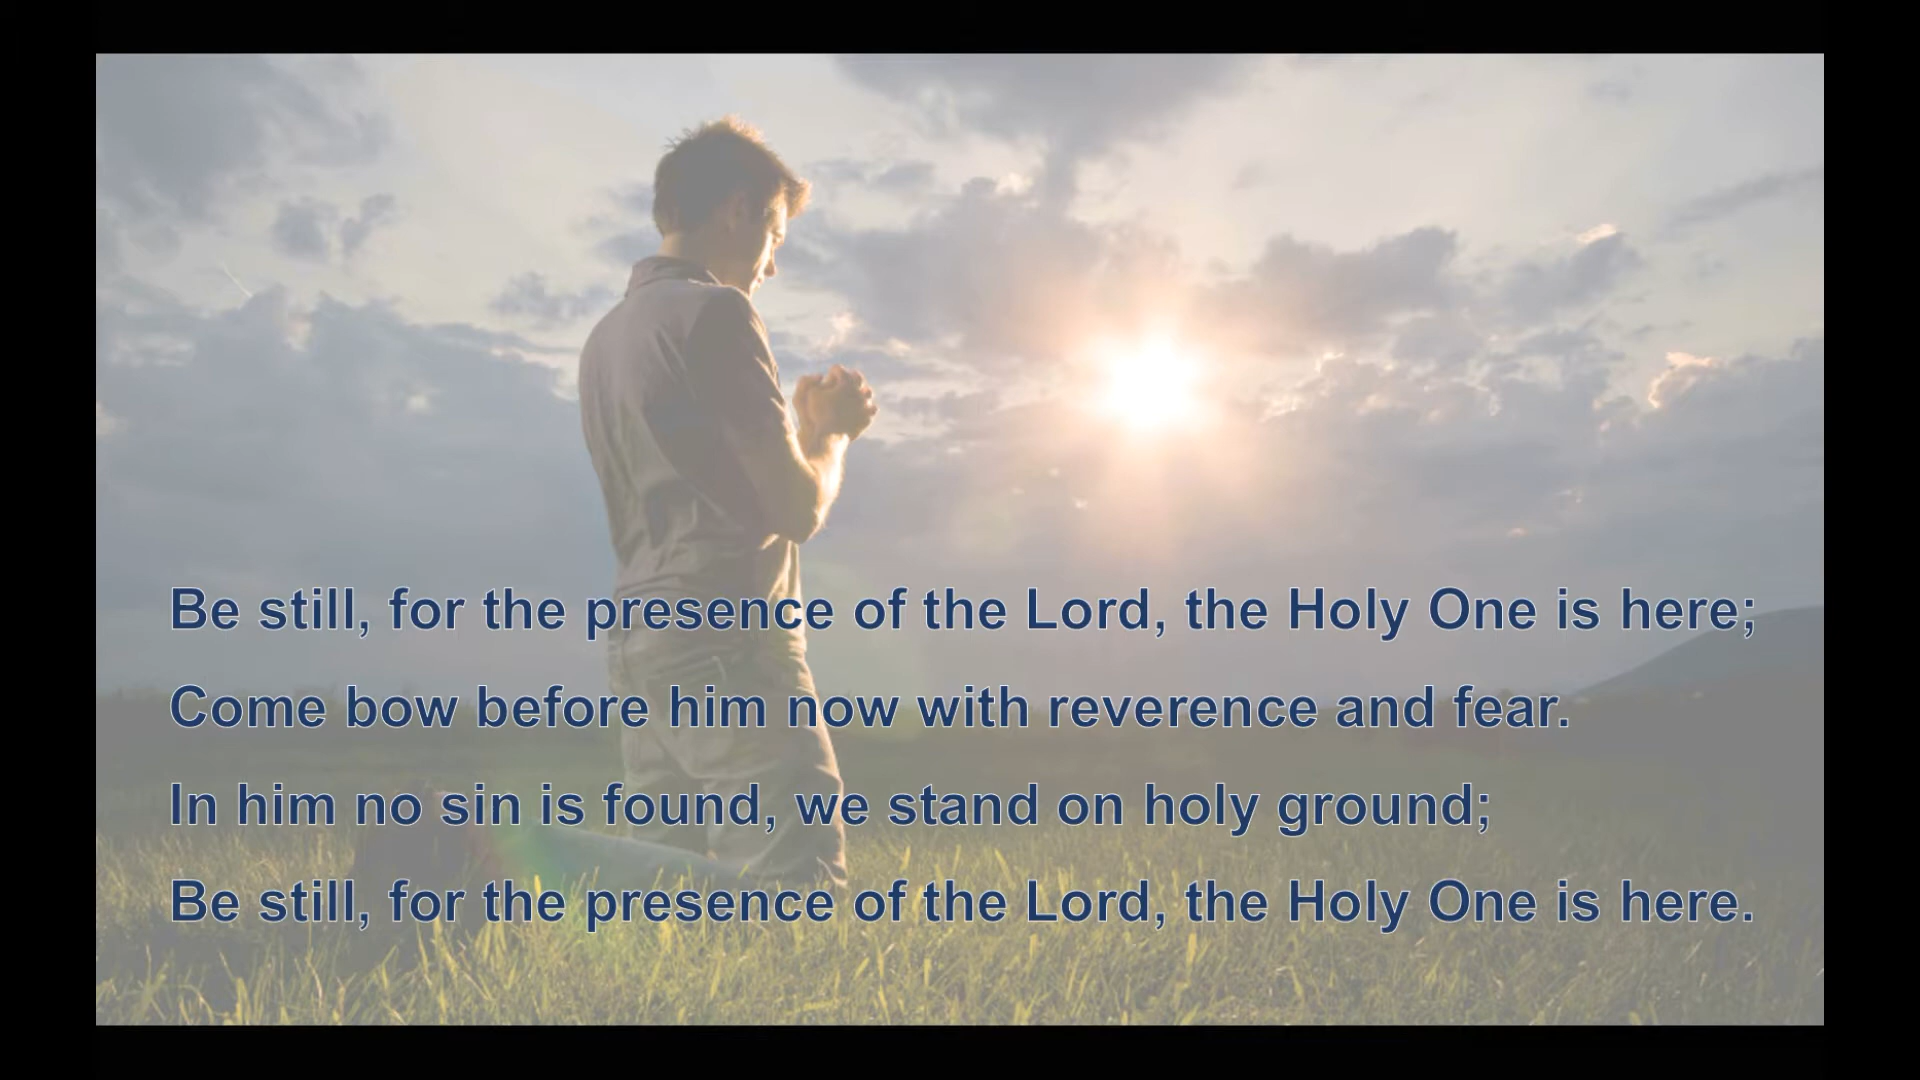 Be still, for the presence of the Lord, the Holy One is here;
Come bow before him now with reverence and fear.
In him no sin is found, we stand on holy ground;
Be still, for the presence of the Lord, the Holy One is here.